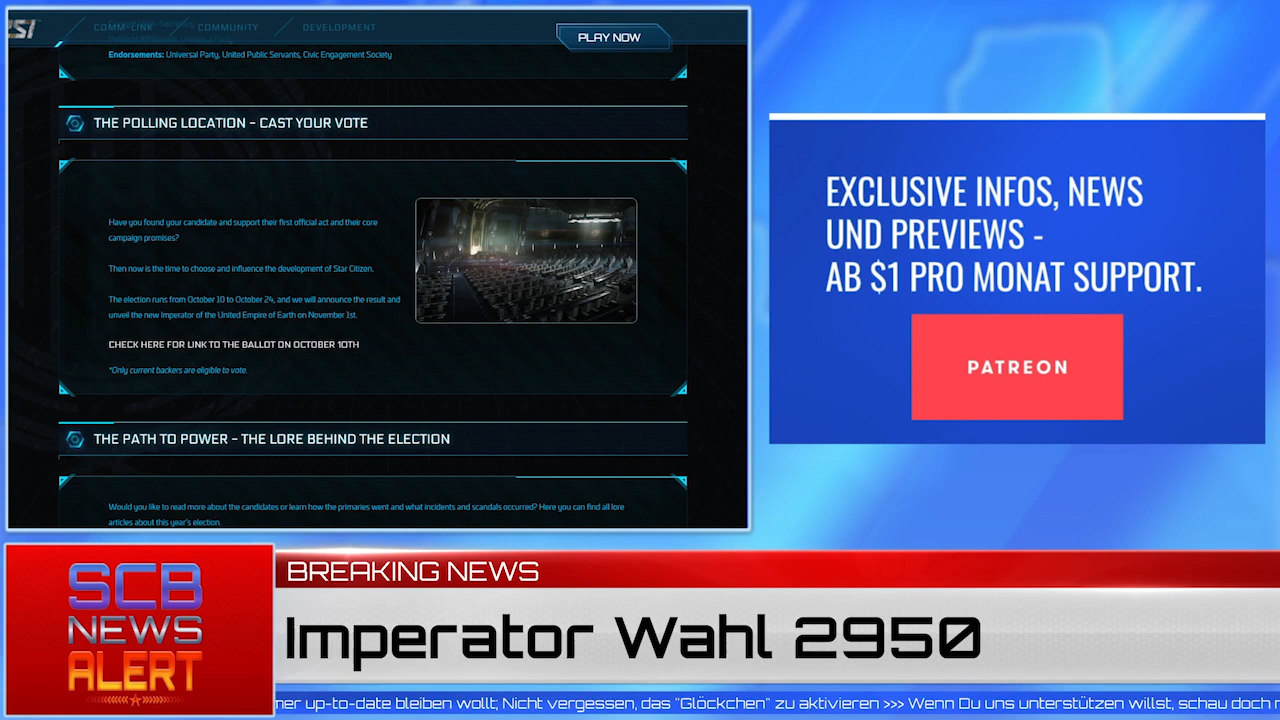 RSI
COMM-LINK
COMMUNITY
DEVELOPMENT
PLAY NOW
Endorsements: Universal Party, United Public Servants, Civic Engagement Society
THE POLLING LOCATION - CAST YOUR VOTE
Have you found your candidate and support their first official act and their core
campaign promises?
Then now is the time to choose and influence the development of Star Citizen.
The election runs from October 10 to October 24, and we will announce the result and
unveil the new Imperator of the United Empire of Earth on November 1st.
CHECK HERE FOR LINK TO THE BALLOT ON OCTOBER 10TH
*Only current backers are eligible to vote.
THE PATH TO POWER - THE LORE BEHIND THE ELECTION
Would you like to read more about the candidates or learn how the primaries went and what incidents and scandals occurred? Here you can find all lore
articles about this year's election.
EXCLUSIVE INFOS, NEWS
UND PREVIEWS -
AB $1 PRO MONAT SUPPORT.
PATREON
SCB
NEWS
ALERT
BREAKING NEWS
Imperator Wahl 2950
mer up-to-date bleiben wollt; Nicht vergessen, das "Glöckchen" zu aktivieren >>> Wenn Du uns unterstützen willst, schau doch